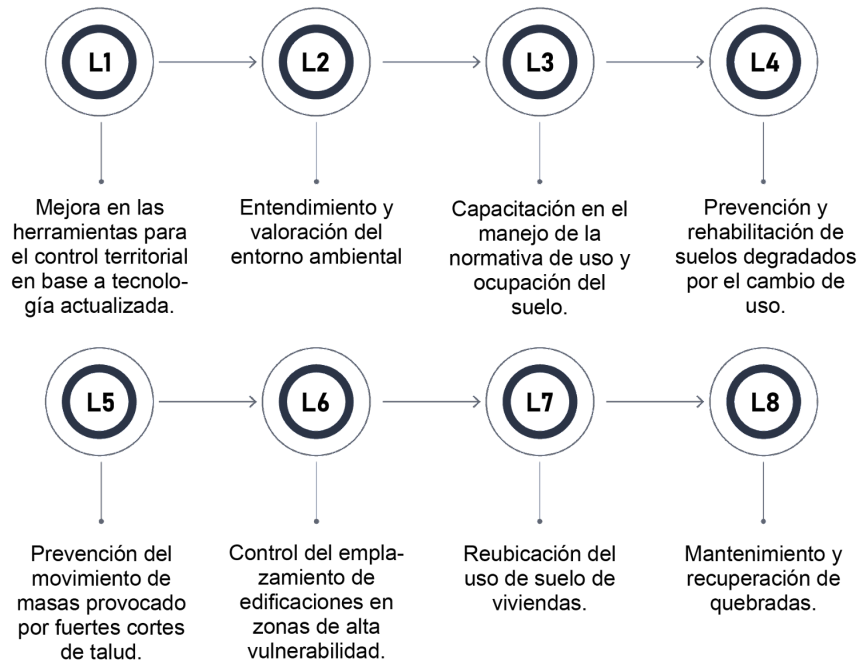 L1
L2
L3
L4
Mejora en las
herramientas para
el control territorial
en base a tecnolo-
gía actualizada.
Entendimiento y
valoración del
entorno ambiental
Capacitación en el
manejo de la
normativa de uso y
ocupación del
suelo.
Prevención y
rehabilitación de
suelos degradados
por el cambio de
uso.
L5
L6
L7
L8
Prevención del
movimiento de
masas provocado
por fuertes cortes
de talud.
Control del empla-
zamiento de
edificaciones en
zonas de alta
vulnerabilidad.
Reubicación del
uso de suelo de
viviendas.
Mantenimiento y
recuperación de
quebradas.